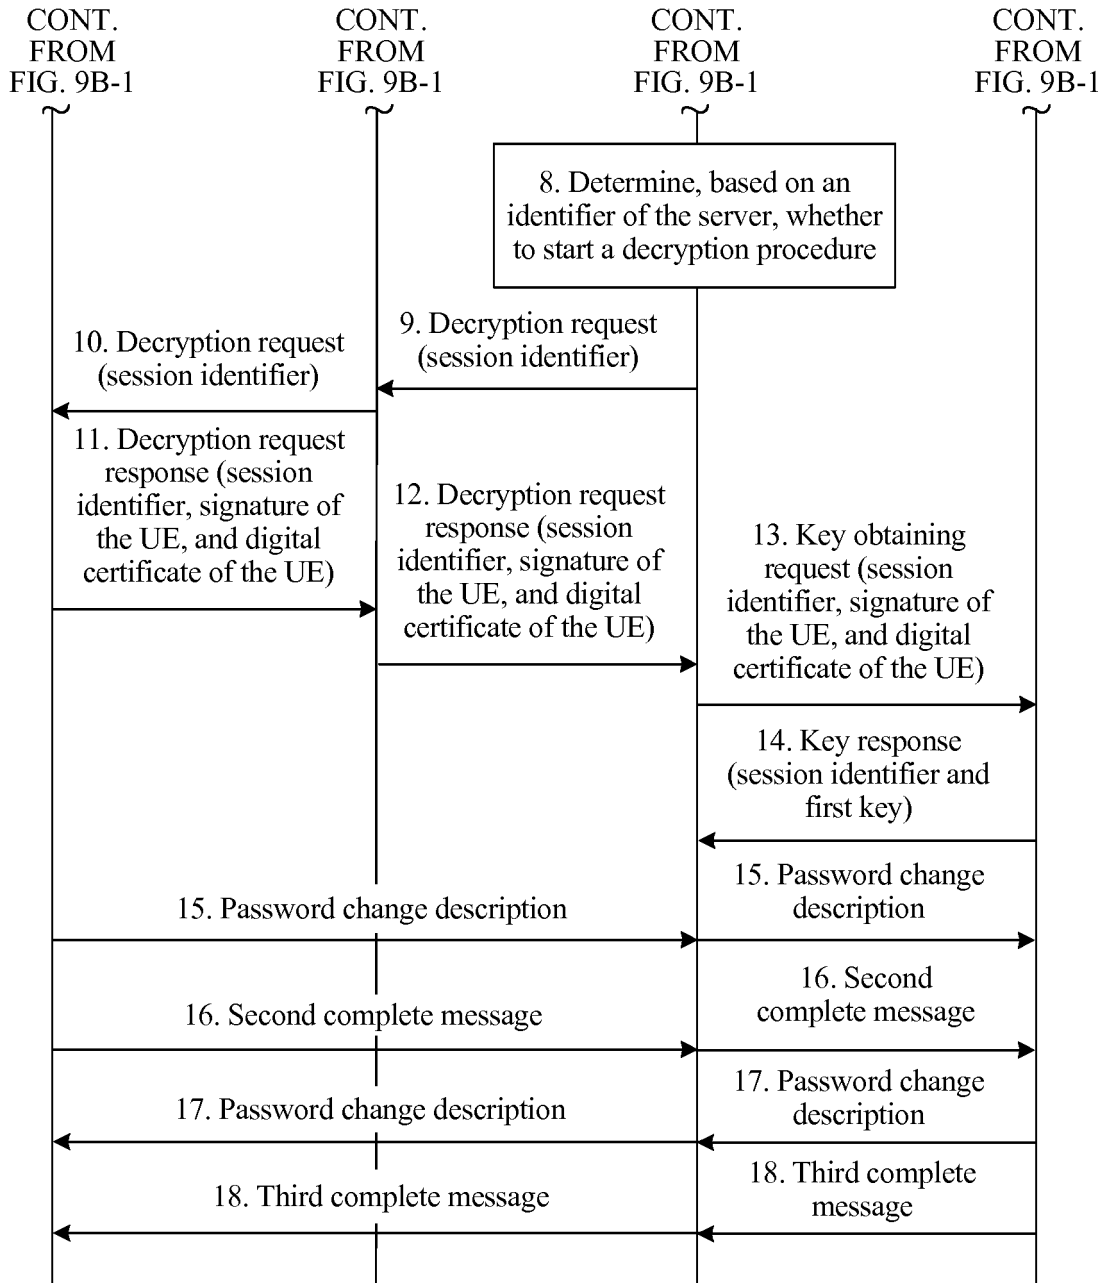 CONT.
FROM
FIG. 9B-1
CONT.
FROM
FIG. 9B-1
CONT.
FROM
FIG. 9B-1
CONT.
FROM
FIG. 9B-1
8. Determine, based on an
identifier of the server, whether
to start a decryption procedure
9. Decryption request
(session identifier)
10. Decryption request
(session identifier)
11. Decryption request
response (session
identifier, signature of
the UE, and digital
certificate of the UE)
12. Decryption request
response (session
identifier, signature of
the UE, and digital
certificate of the UE)
13. Key obtaining
request (session
identifier, signature of
the UE, and digital
certificate of the UE)
14. Key response
(session identifier and
first key)
15. Password change description
15. Password change
description
16. Second complete message
16. Second
complete message
17. Password change description
17. Password change
description
18. Third complete message
18. Third complete
message